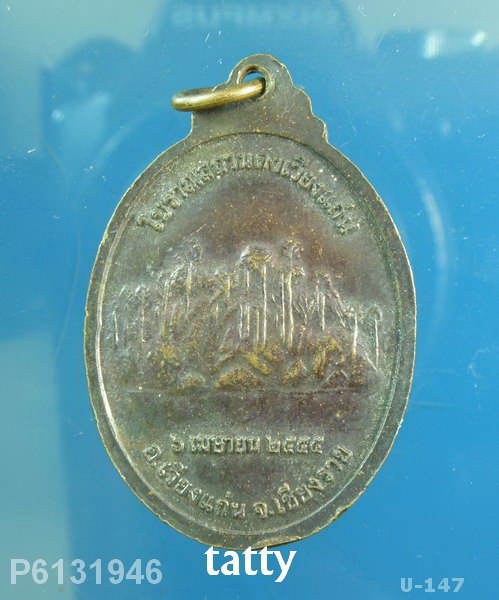 โบราณสถานดงเวียงแก่น
๖ เมษายน ๒๕๔๕
อ.เวียงแก่น จ.เชียงราย
tatty
P6131946
U-147